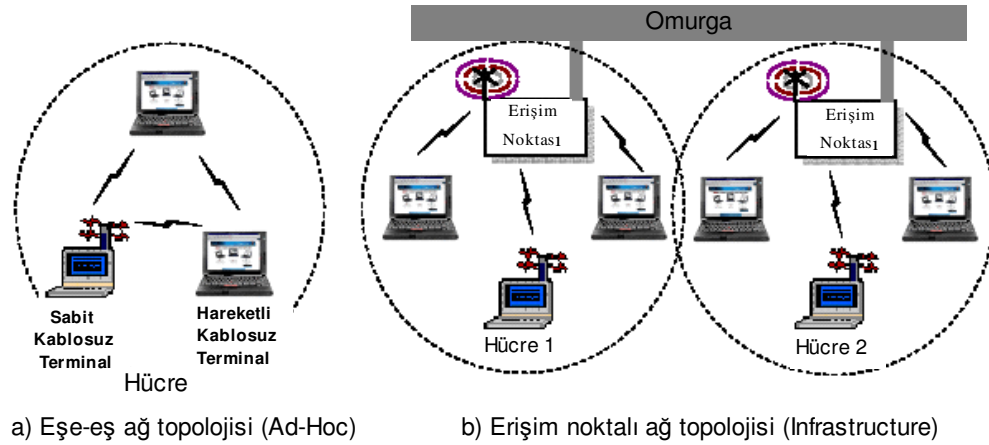 Omurga
Erişim
Noktası
Erişim
Noktası
Sabit
Kablosuz
Terminal
Hareketli
Kablosuz
Terminal
Hücre
Hücre 1
Hücre 2
a) Eşe-eş ağ topolojisi (Ad-Hoc)
b) Erişim noktalı ağ topolojisi (Infrastructure)